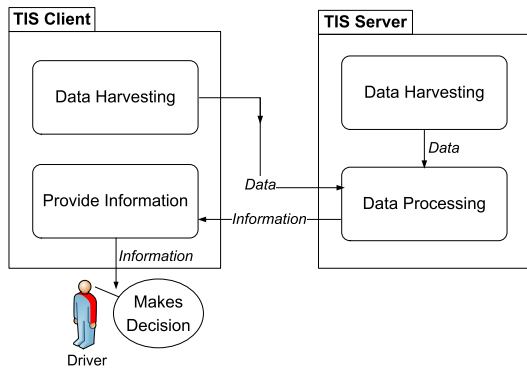 TIS Client
Data Harvesting
Provide Information
TIS Server
Data Harvesting
Data
Data Processing
Data
Information
Information
Makes
Decision
Driver